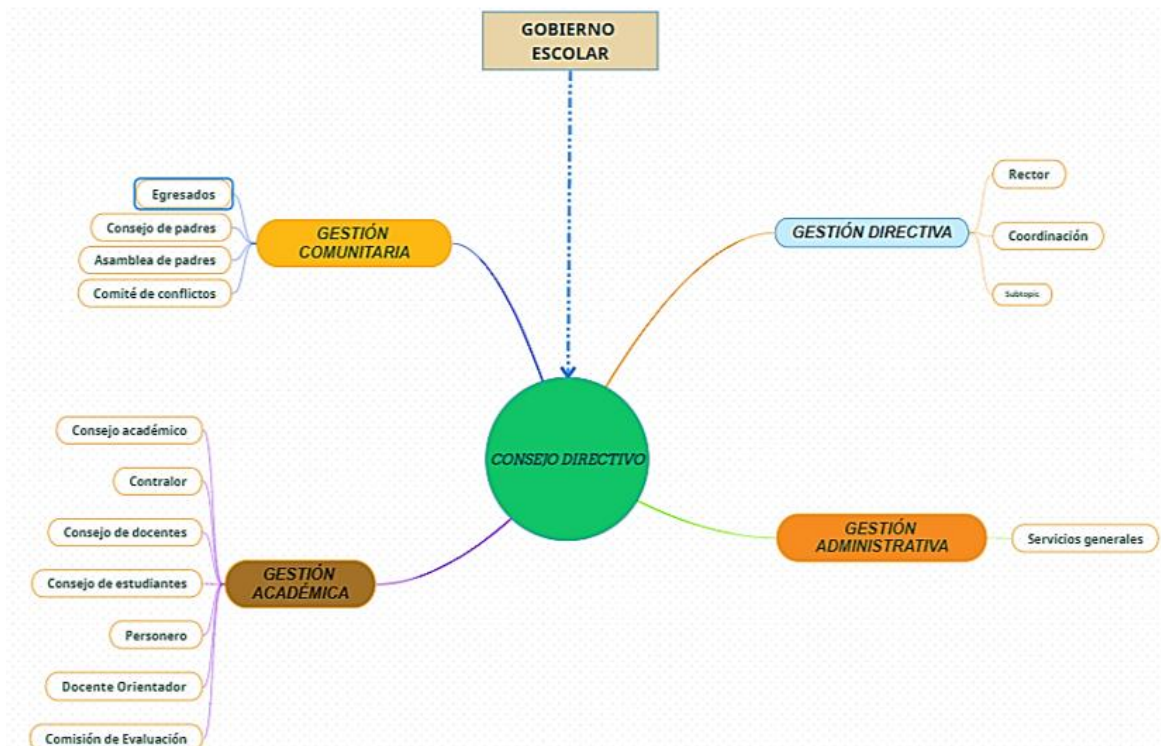 GOBIERNO
ESCOLAR
Egresados
Consejo de padres
Asamblea de padres
Comité de conflictos
GESTIÓN
COMUNITARIA
GESTIÓN DIRECTIVA
Rector
Coordinación
Subtopic
CONSEJO DIRECTIVO
Consejo académico
Contralor
Consejo de docentes
Consejo de estudiantes
Personero
Docente Orientador
Comisión de Evaluación
GESTIÓN
ACADÉMICA
GESTIÓN
ADMINISTRATIVA
Servicios generales